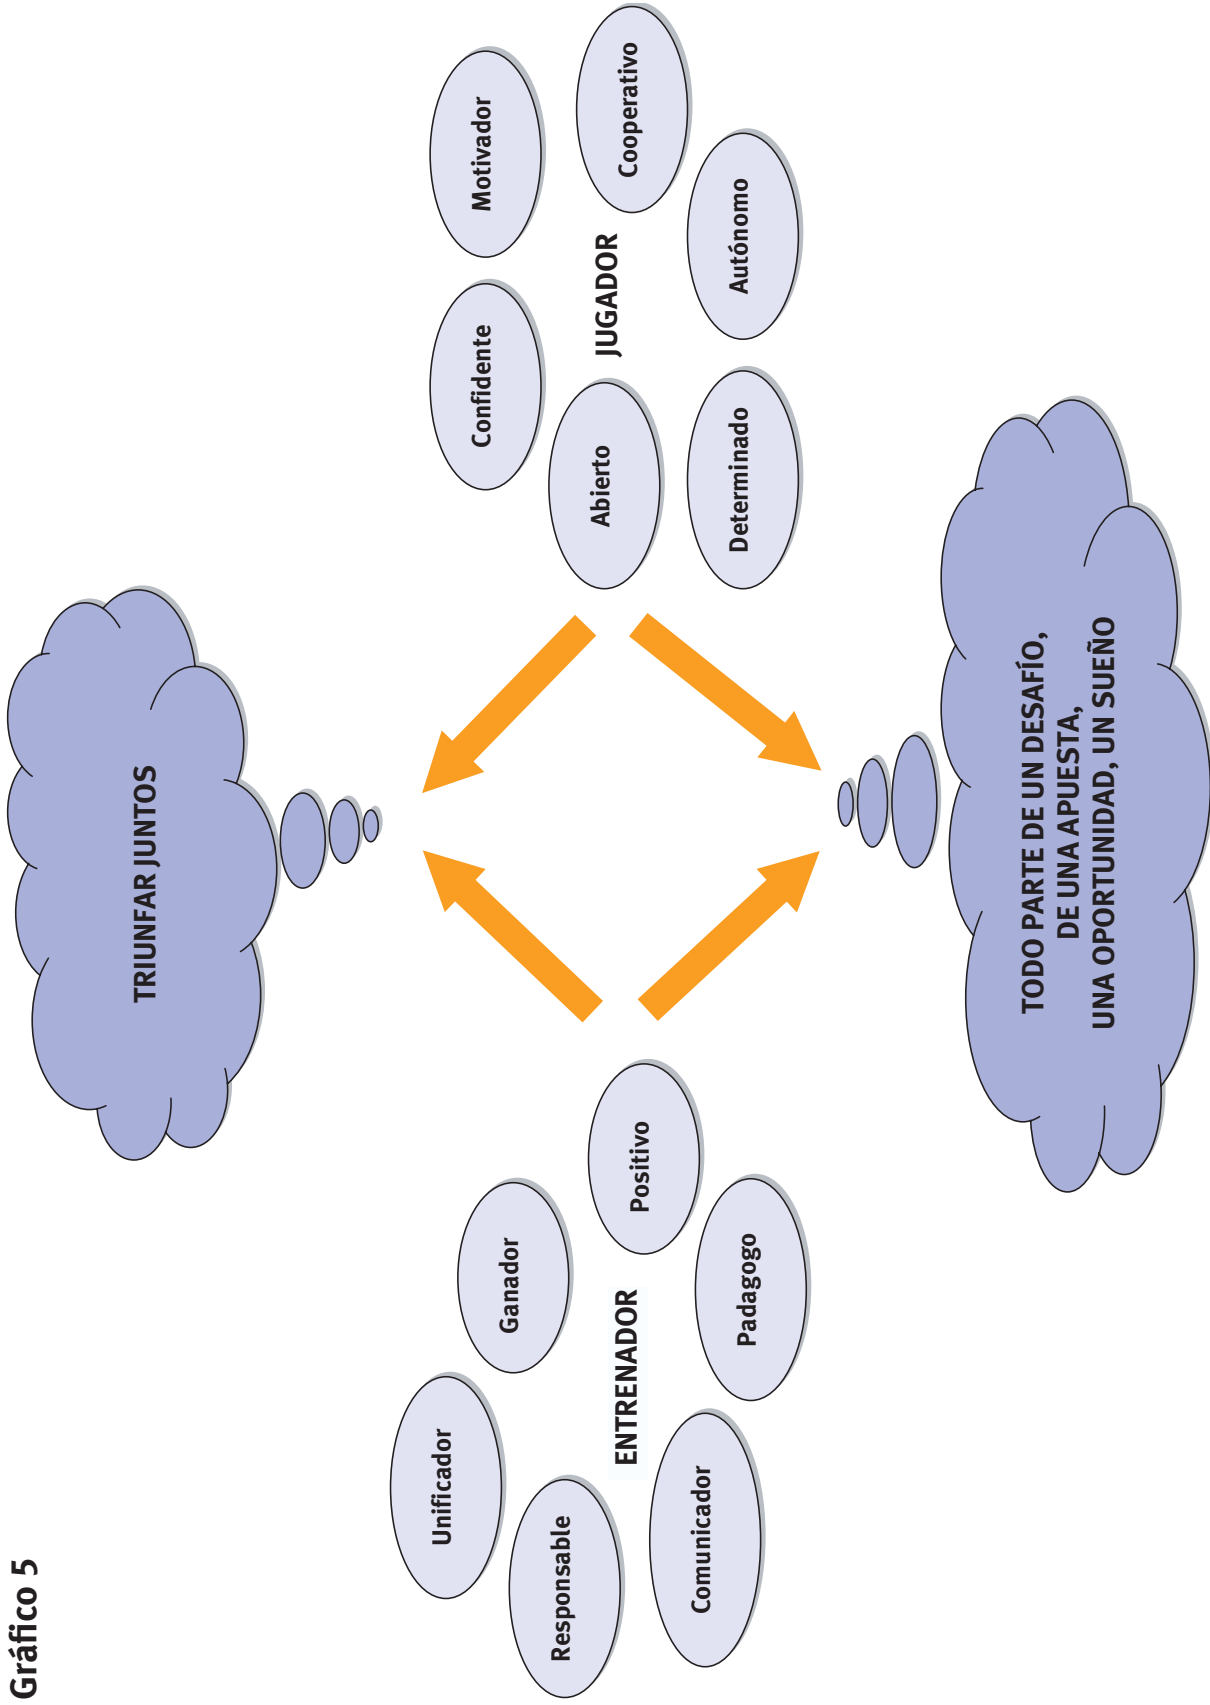 Gráfico 5
TRIUNFAR JUNTOS
Unificador
Ganador
Responsable
ENTRENADOR
Positivo
Comunicador
Padagogo
Confidente
Motivador
Abierto
JUGADOR
Cooperativo
Determinado
Autónomo
TODO PARTE DE UN DESAFÍO,
DE UNA APUESTA,
UNA OPORTUNIDAD, UN SUEÑO